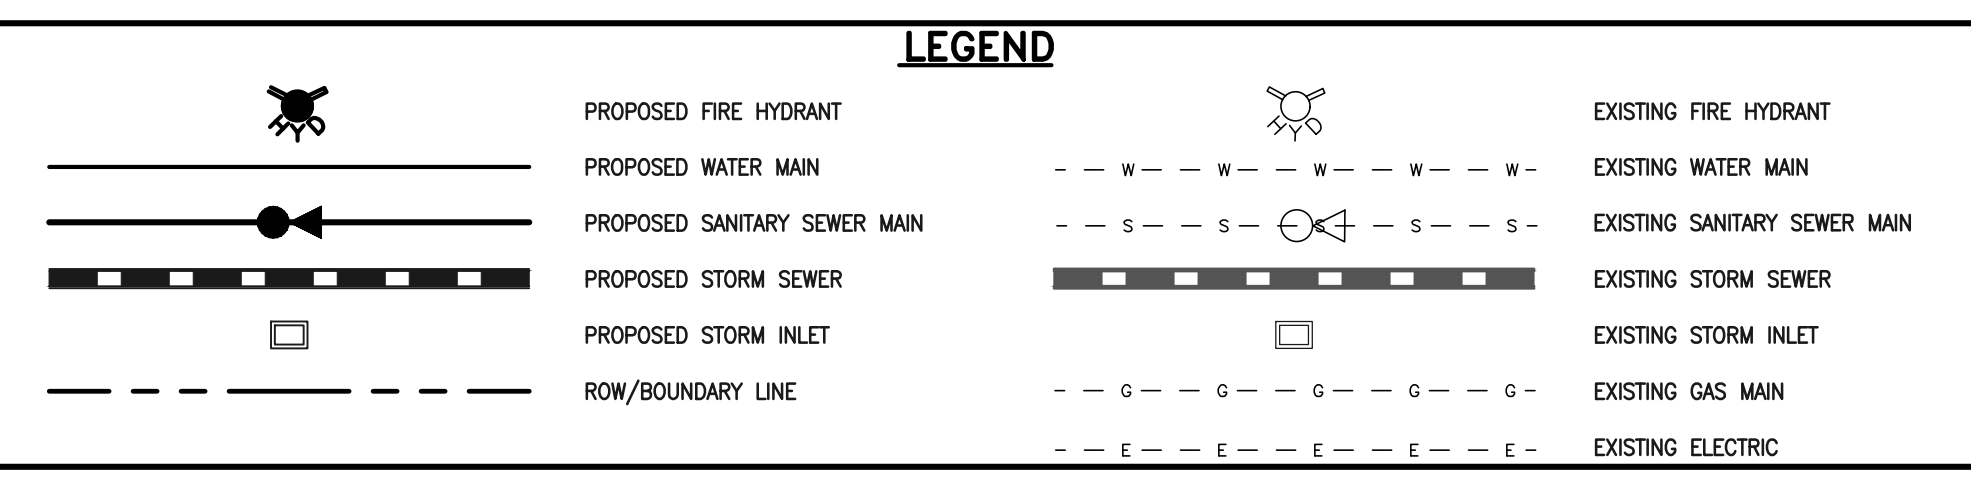 LEGEND
HYD PROPOSED FIRE HYDRANT HYD EXISTING FIRE HYDRANT
PROPOSED WATER MAIN W W W W W EXISTING WATER MAIN
PROPOSED SANITARY SEWER MAIN S S S S S EXISTING SANITARY SEWER MAIN
PROPOSED STORM SEWER EXISTING STORM SEWER
PROPOSED STORM INLET EXISTING STORM INLET
ROW/BOUNDARY LINE G G G G G EXISTING GAS MAIN
E E E E E EXISTING ELECTRIC